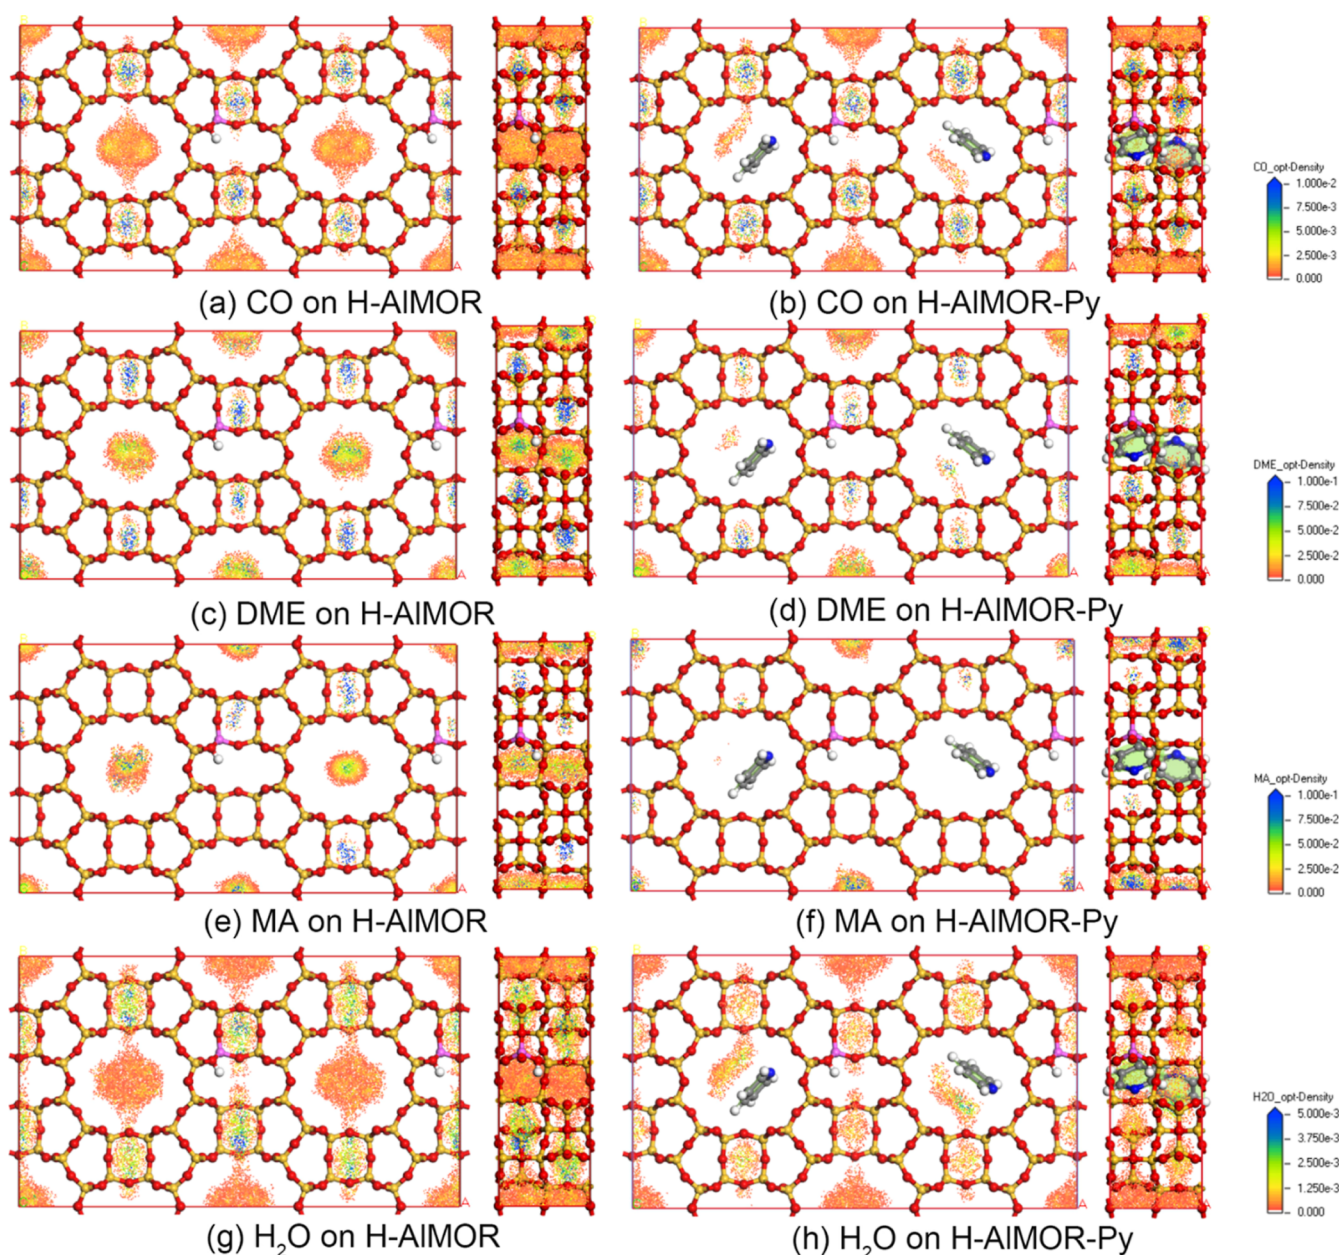 (a) CO on H-AlMOR
(b) CO on H-AlMOR-Py
CO_opt-Density
1.000e-2
7.500e-3
5.000e-3
2.500e-3
0.000
(c) DME on H-AlMOR
(d) DME on H-AlMOR-Py
DME_opt-Density
1.000e-1
7.500e-2
5.000e-2
2.500e-2
0.000
(e) MA on H-AlMOR
(f) MA on H-AlMOR-Py
MA_opt-Density
1.000e-1
7.500e-2
5.000e-2
2.500e-2
0.000
(g) H₂O on H-AlMOR
(h) H₂O on H-AlMOR-Py
H2O_opt-Density
5.000e-3
3.750e-3
2.500e-3
1.250e-3
0.000